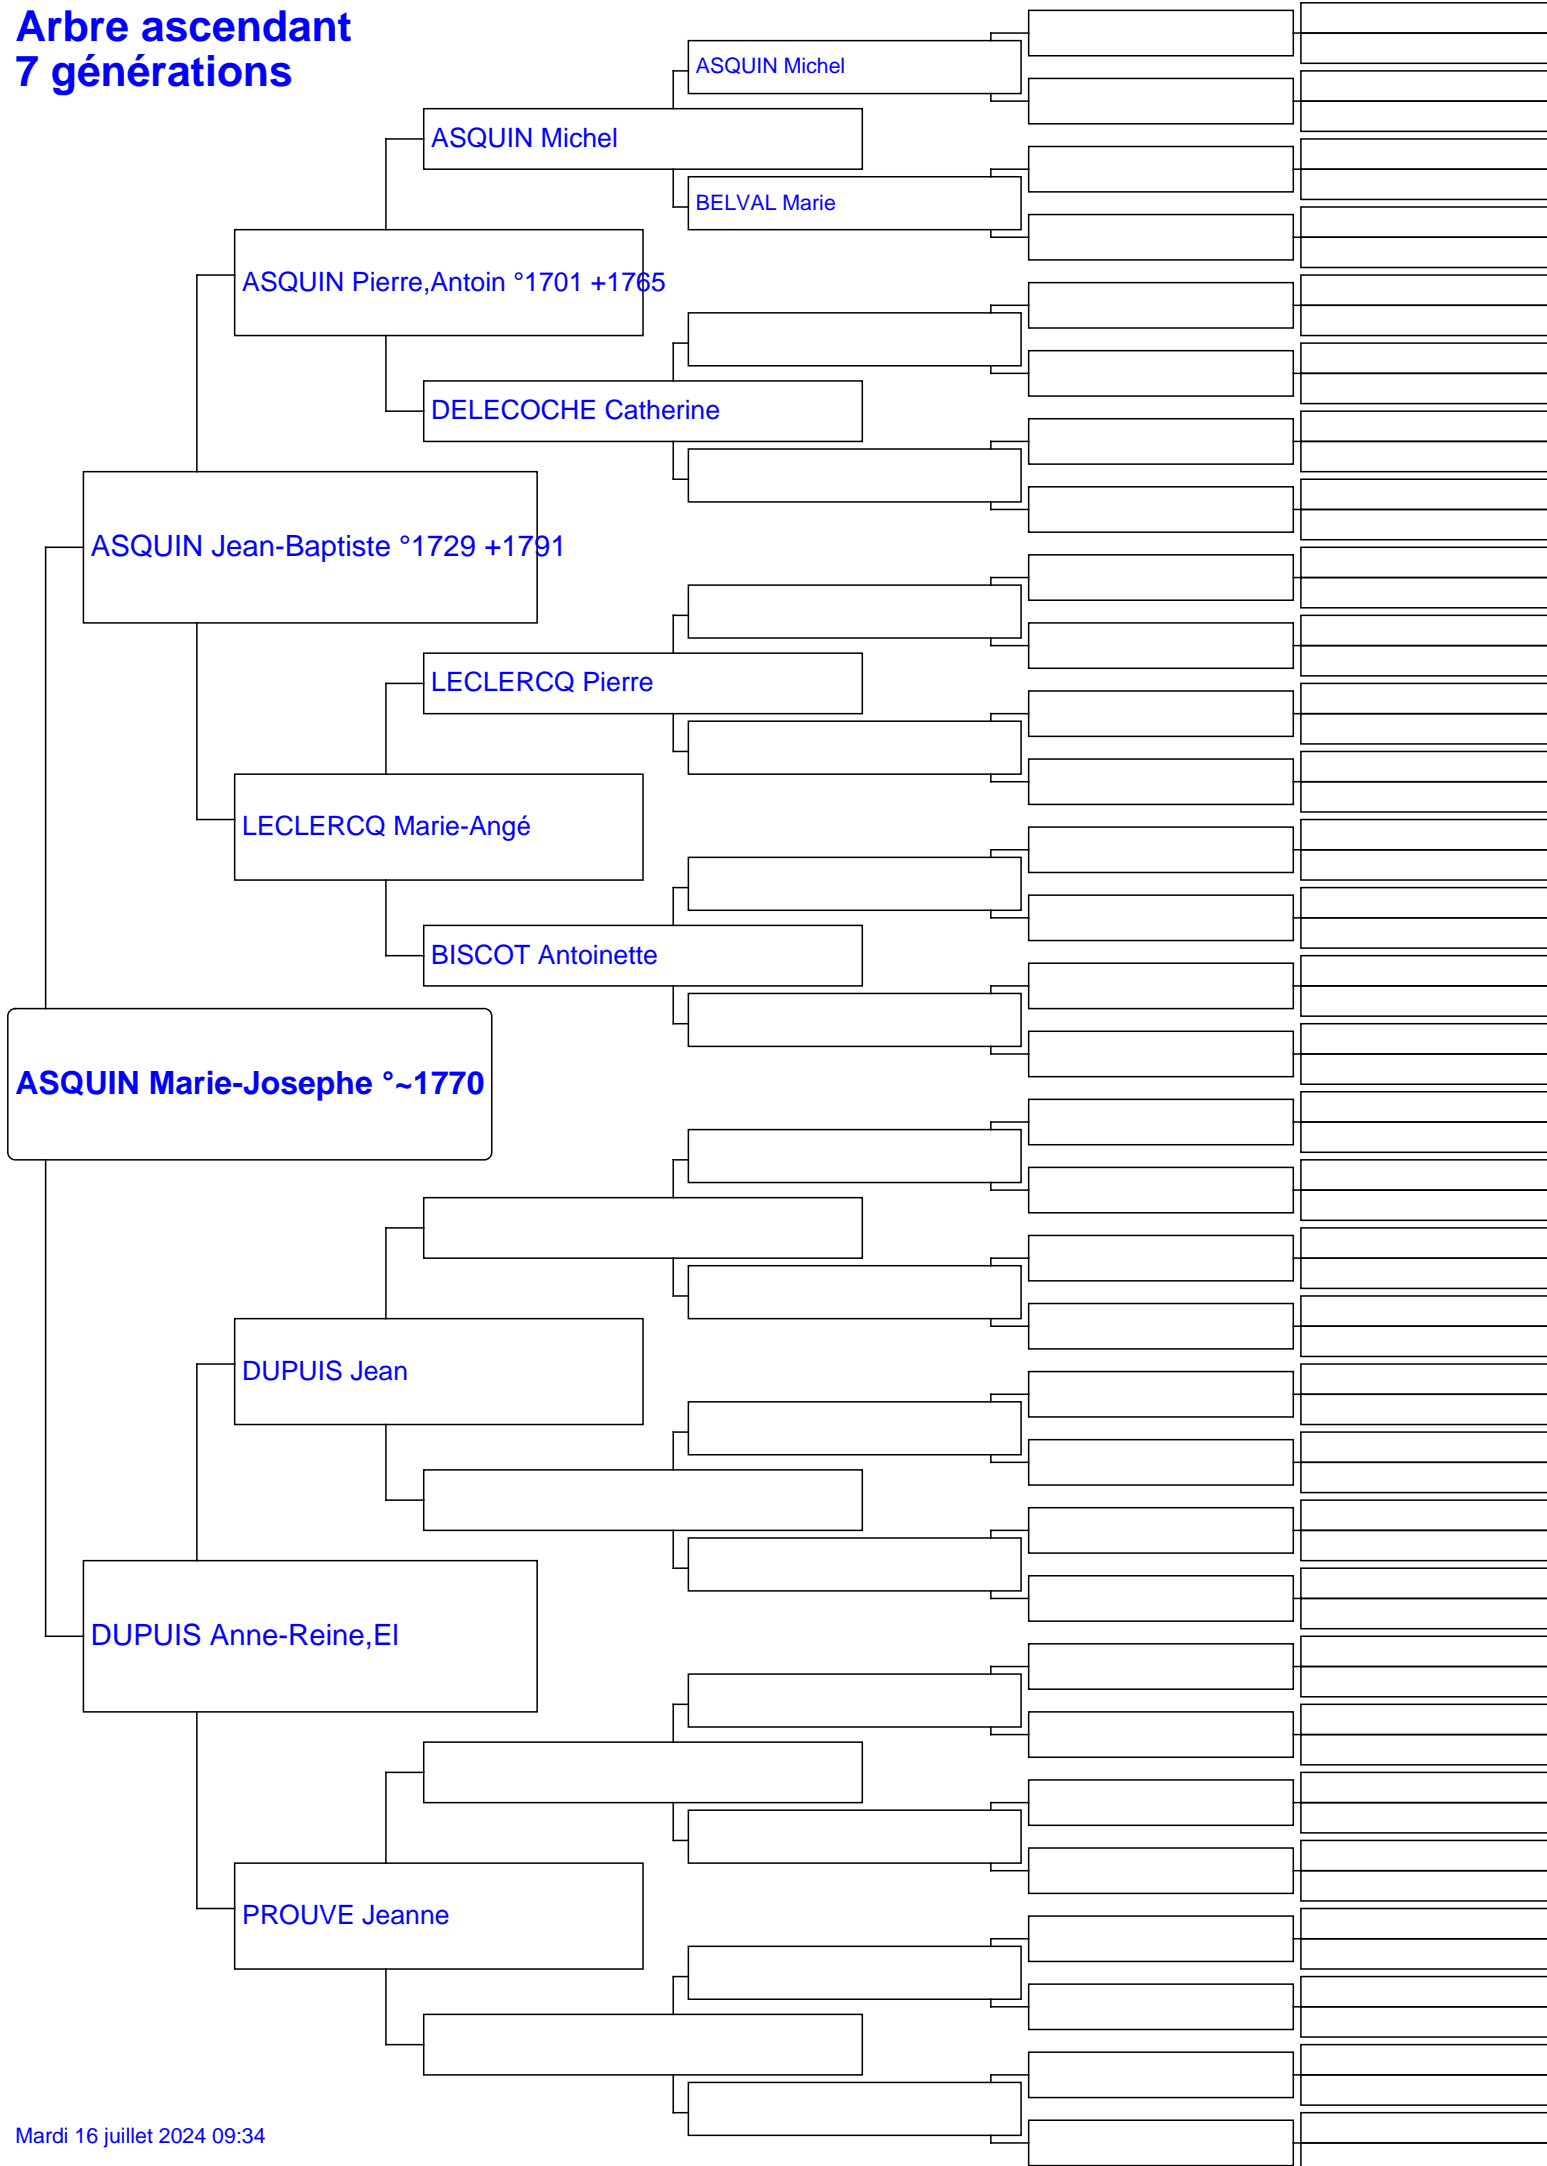 Arbre ascendant
7 générations
ASQUIN Michel
ASQUIN Michel
BELVAL Marie
ASQUIN Pierre,Antoin °1701 +1765
DELECOCHE Catherine
ASQUIN Jean-Baptiste °1729 +1791
LECLERCQ Pierre
LECLERCQ Marie-Angé
BISCOT Antoinette
ASQUIN Marie-Josephe °~1770
DUPUIS Jean
DUPUIS Anne-Reine,El
PROUVE Jeanne
Mardi 16 juillet 2024 09:34